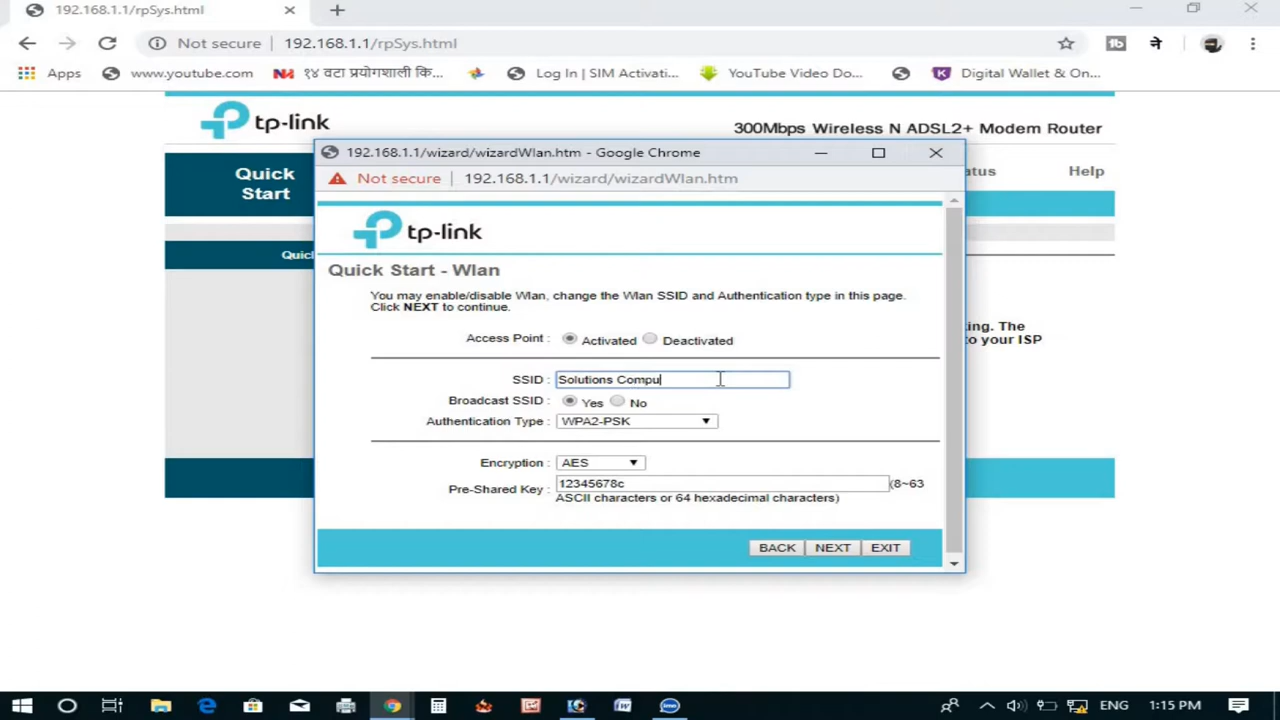 192.168.1.1/rpSys.html
Not secure
192.168.1.1/rpSys.html
Apps
www.youtube.com
१४ वटा प्रयोगशाली कि...
Log In | SIM Activati...
YouTube Video Do...
K
Digital Wallet & On...
tp-link
300Mbps Wireless N ADSL2+ Modem Router
Quick
Start
Help
192.168.1.1/wizard/wizardWlan.htm - Google Chrome
Not secure
192.168.1.1/wizard/wizardWlan.htm
tp-link
Quick Start - Wlan
You may enable/disable Wlan, change the Wlan SSID and Authentication type in this page.
Click NEXT to continue.
Access Point : Activated Deactivated
SSID : Solutions Compu
Broadcast SSID : Yes No
Authentication Type : WPA2-PSK
Encryption : AES
Pre-Shared Key : 12345678c (8~63
ASCII characters or 64 hexadecimal characters)
BACK NEXT EXIT
The
to your ISP
ENG 1:15 PM